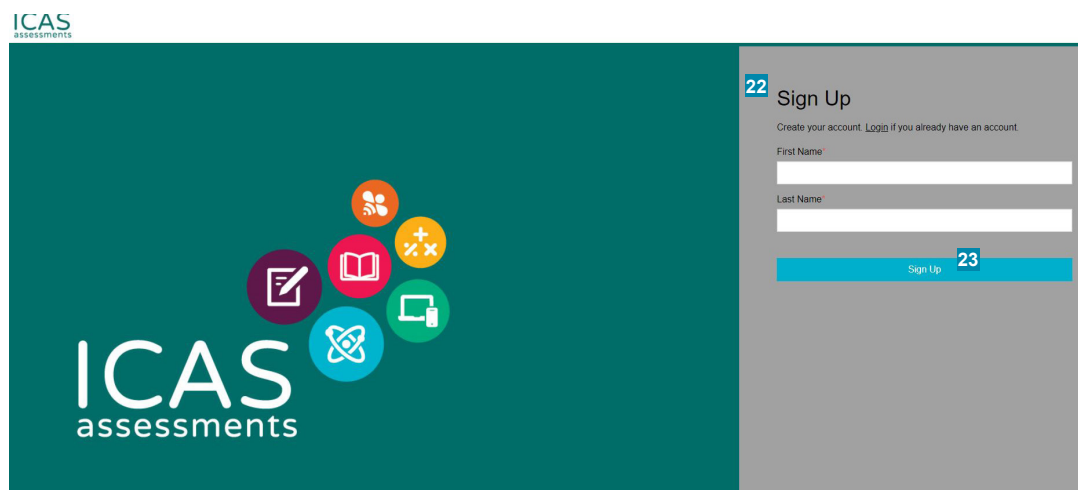 ICAS
assessments
22
Sign Up
Create your account. Login if you already have an account.
First Name*
Last Name*
Sign Up
23
ICAS
assessments